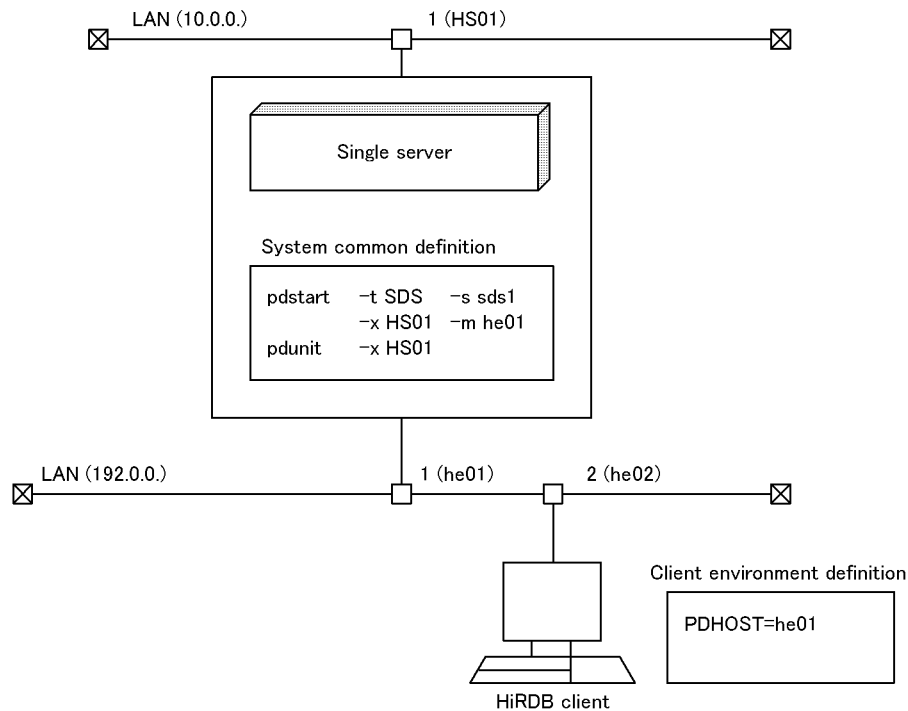 LAN (10.0.0.) 1 (HS01)
Single server
System common definition
pdstart -t SDS -s sds1
-x HS01 -m he01
pdunit -x HS01
LAN (192.0.0.) 1 (he01) 2 (he02)
Client environment definition
PDHOST=he01
HiRDB client